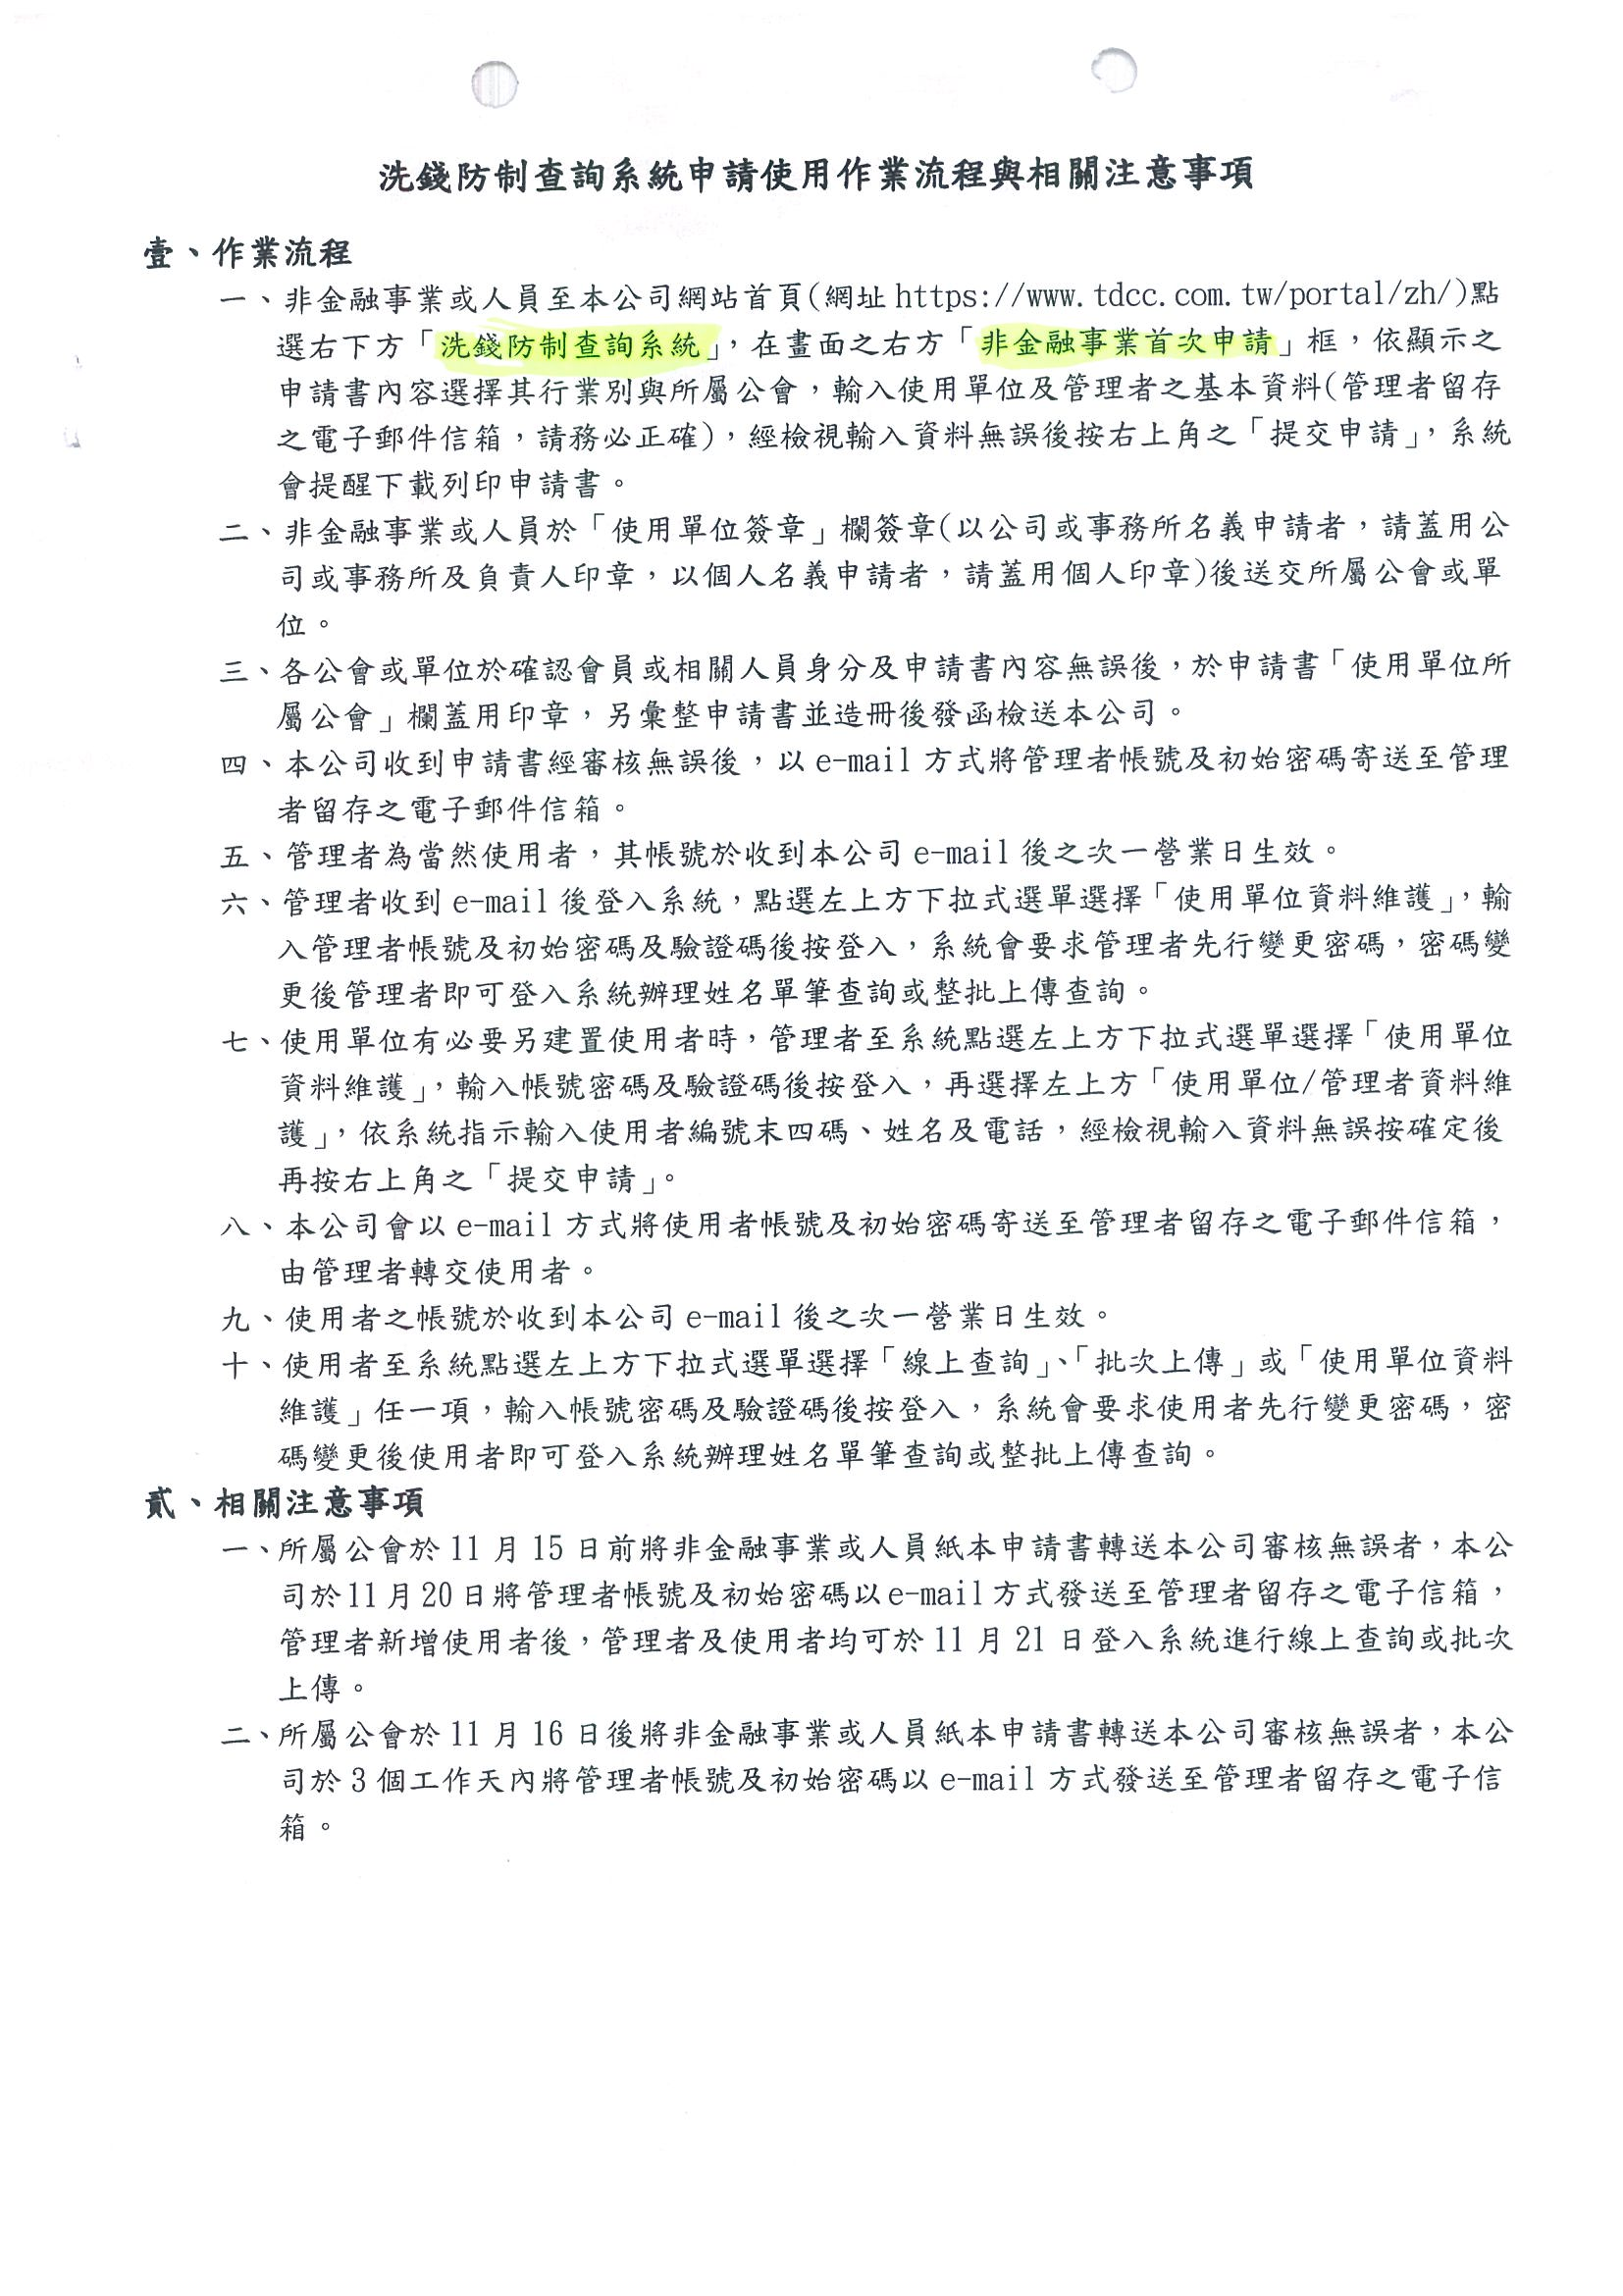 洗錢防制查詢系統申請使用作業流程與相關注意事項
壹、作業流程
一、非金融事業或人員至本公司網站首頁(網址 https://www.tdcc.com.tw/portal/zh/)點
選右下方「洗錢防制查詢系統」,在畫面之右方「非金融事業首次申請」框,依顯示之
申請書內容選擇其行業別與所屬公會,輸入使用單位及管理者之基本資料(管理者留存
之電子郵件信箱,請務必正確),經檢視輸入資料無誤後按右上角之「提交申請」,系統
會提醒下載列印申請書。
二、非金融事業或人員於「使用單位簽章」欄簽章(以公司或事務所名義申請者,請蓋用公
司或事務所及負責人印章,以個人名義申請者,請蓋用個人印章)後送交所屬公會或單
位。
三、各公會或單位於確認會員或相關人員身分及申請書內容無誤後,於申請書「使用單位所
屬公會」欄蓋用印章,另彙整申請書並造冊後發函檢送本公司。
四、本公司收到申請書經審核無誤後,以 e-mail 方式將管理者帳號及初始密碼寄送至管理
者留存之電子郵件信箱。
五、管理者為當然使用者,其帳號於收到本公司 e-mail 後之次一營業日生效。
六、管理者收到 e-mail 後登入系統,點選左上方下拉式選單選擇「使用單位資料維護」,輸
入管理者帳號及初始密碼及驗證碼後按登入,系統會要求管理者先行變更密碼,密碼變
更後管理者即可登入系統辦理姓名單筆查詢或整批上傳查詢。
七、使用單位有必要另建置使用者時,管理者至系統點選左上方下拉式選單選擇「使用單位
資料維護」,輸入帳號密碼及驗證碼後按登入,再選擇左上方「使用單位/管理者資料維
護」,依系統指示輸入使用者編號末四碼、姓名及電話,經檢視輸入資料無誤按確定後
再按右上角之「提交申請」。
八、本公司會以 e-mail 方式將使用者帳號及初始密碼寄送至管理者留存之電子郵件信箱,
由管理者轉交使用者。
九、使用者之帳號於收到本公司 e-mail 後之次一營業日生效。
十、使用者至系統點選左上方下拉式選單選擇「線上查詢」、「批次上傳」或「使用單位資料
維護」任一項,輸入帳號密碼及驗證碼後按登入,系統會要求使用者先行變更密碼,密
碼變更後使用者即可登入系統辦理姓名單筆查詢或整批上傳查詢。
貳、相關注意事項
一、所屬公會於 11 月 15 日前將非金融事業或人員紙本申請書轉送本公司審核無誤者,本公
司於 11 月 20 日將管理者帳號及初始密碼以 e-mail 方式發送至管理者留存之電子信箱,
管理者新增使用者後,管理者及使用者均可於 11 月 21 日登入系統進行線上查詢或批次
上傳。
二、所屬公會於 11 月 16 日後將非金融事業或人員紙本申請書轉送本公司審核無誤者,本公
司於 3 個工作天內將管理者帳號及初始密碼以 e-mail 方式發送至管理者留存之電子信
箱。